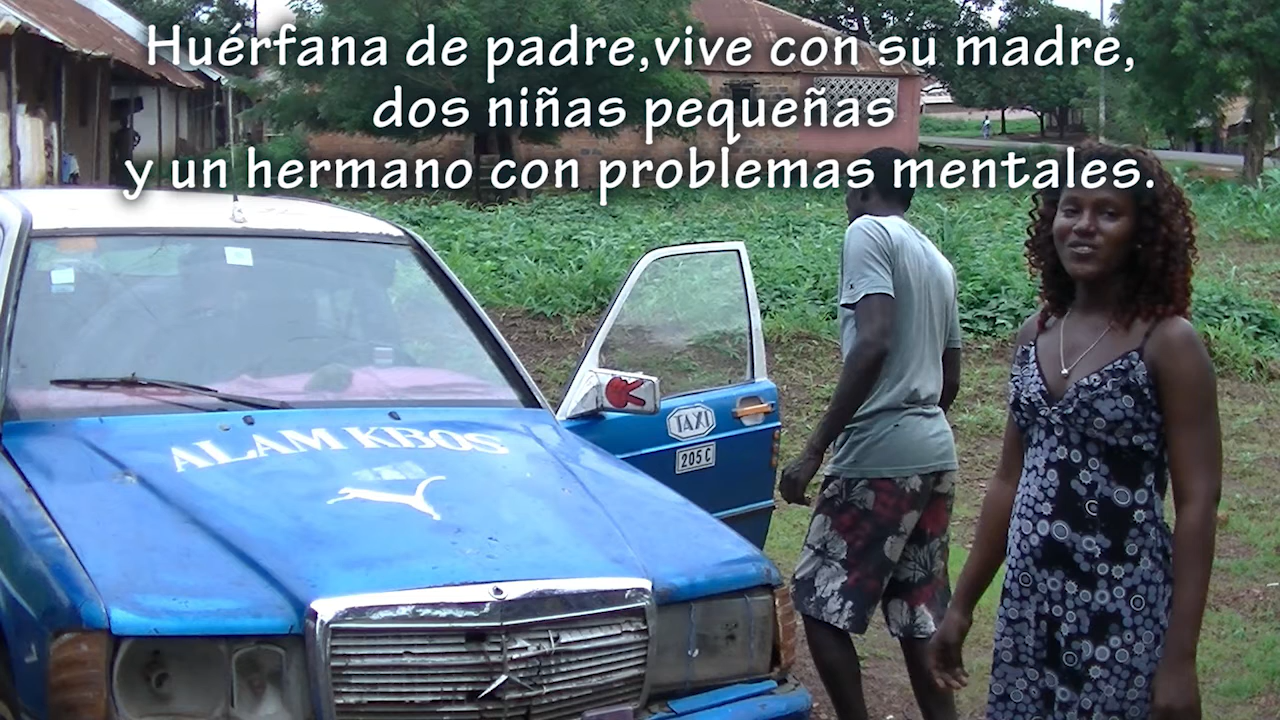 Huérfana de padre,vive con su madre,
dos niñas pequeñas
y un hermano con problemas mentales.
ALAM KBOS
TAXI
205 C